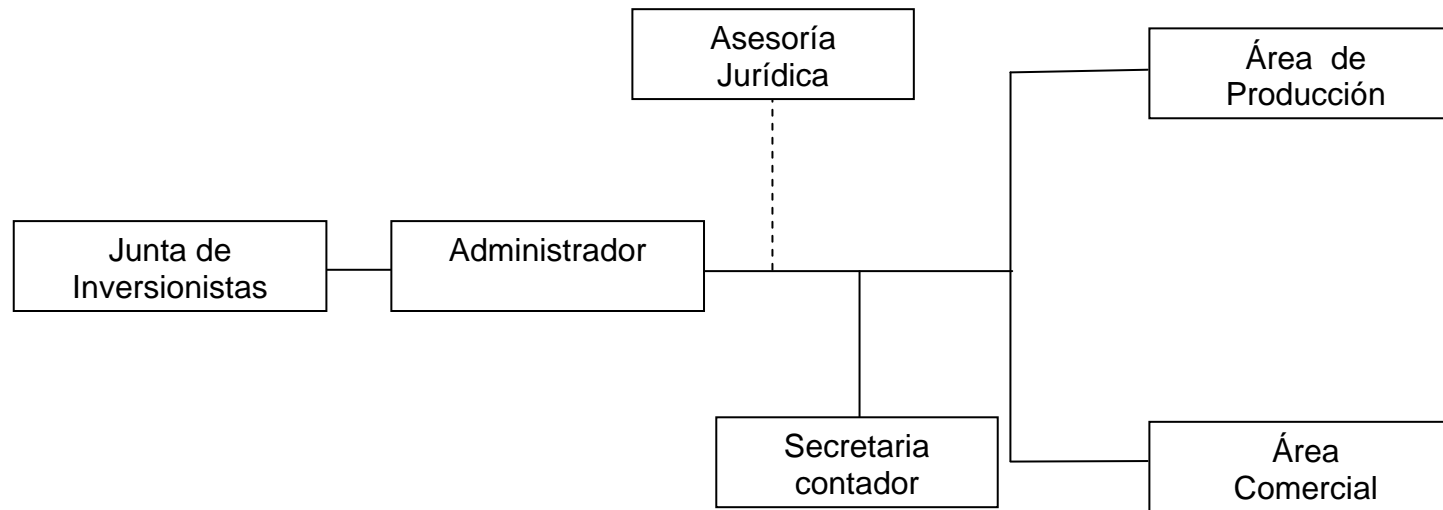 Asesoría
Jurídica
Área de
Producción
Junta de
Inversionistas
Administrador
Secretaria
contador
Área
Comercial